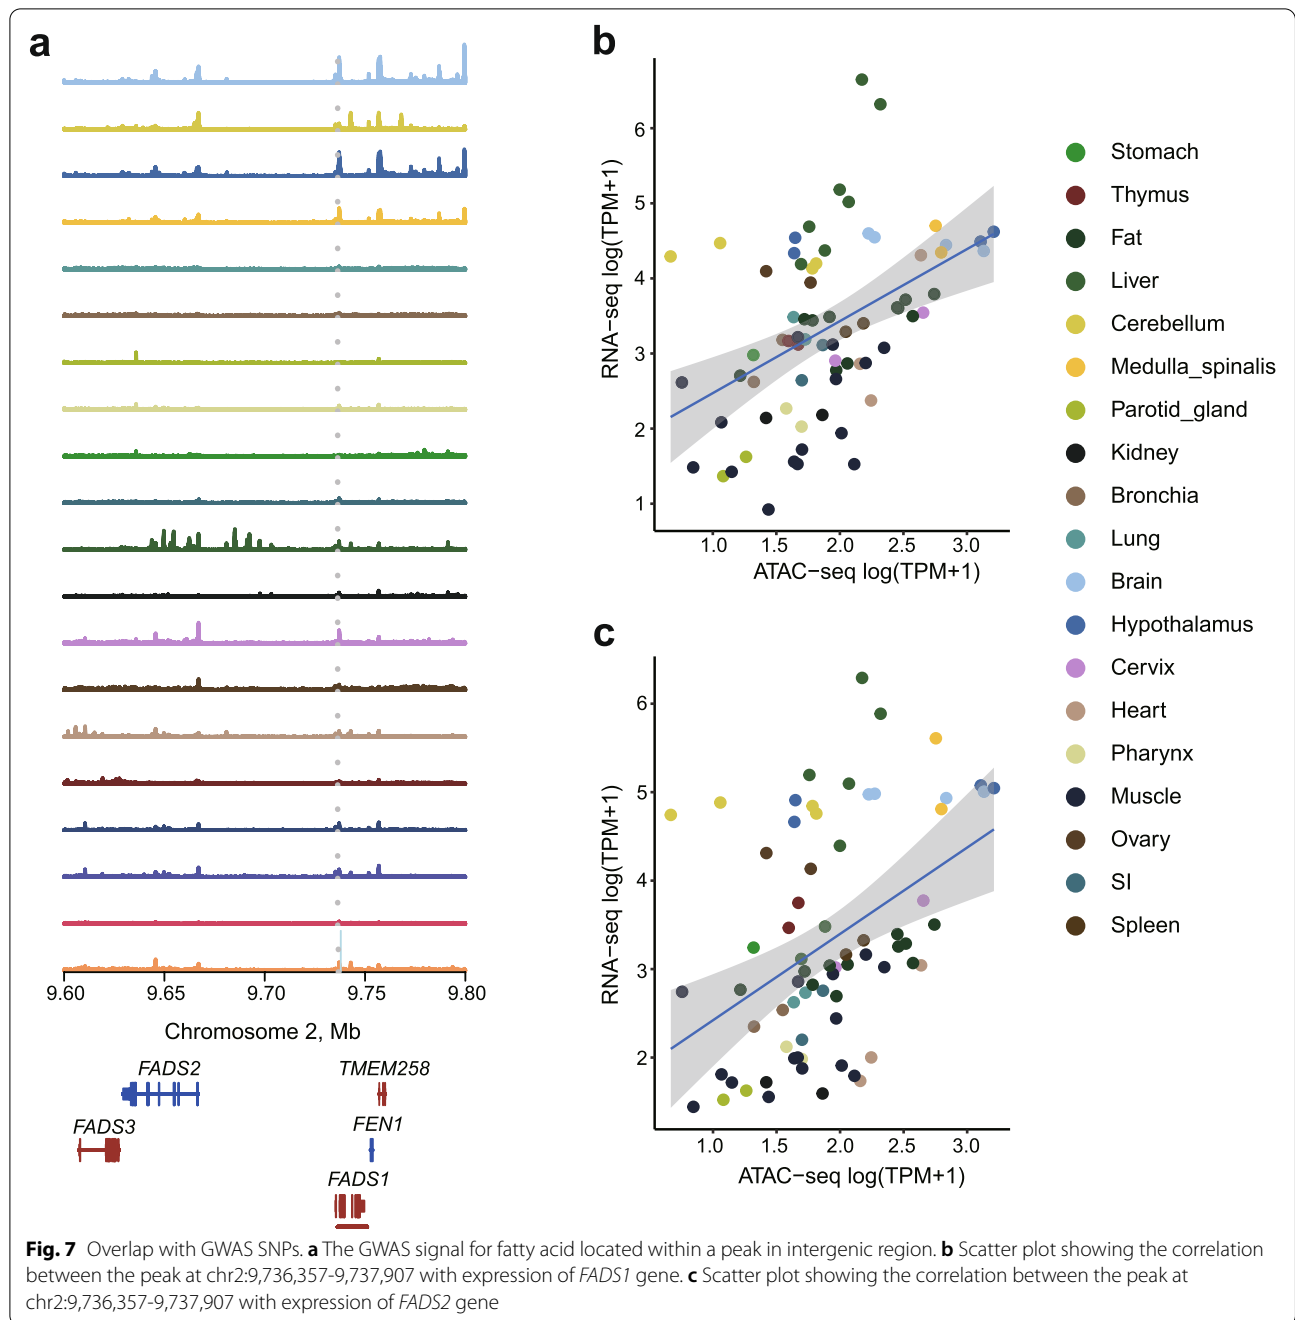 a
9.60 9.65 9.70 9.75 9.80
Chromosome 2, Mb
FADS2 TMEM258
FADS3 FEN1
FADS1
b
RNA−seq log(TPM+1)
6
5
4
3
2
1
1.0 1.5 2.0 2.5 3.0
ATAC−seq log(TPM+1)
c
RNA−seq log(TPM+1)
6
5
4
3
2
1.0 1.5 2.0 2.5 3.0
ATAC−seq log(TPM+1)
Stomach
Thymus
Fat
Liver
Cerebellum
Medulla_spinalis
Parotid_gland
Kidney
Bronchia
Lung
Brain
Hypothalamus
Cervix
Heart
Pharynx
Muscle
Ovary
SI
Spleen
Fig. 7 Overlap with GWAS SNPs. a The GWAS signal for fatty acid located within a peak in intergenic region. b Scatter plot showing the correlation
between the peak at chr2:9,736,357-9,737,907 with expression of FADS1 gene. c Scatter plot showing the correlation between the peak at
chr2:9,736,357-9,737,907 with expression of FADS2 gene